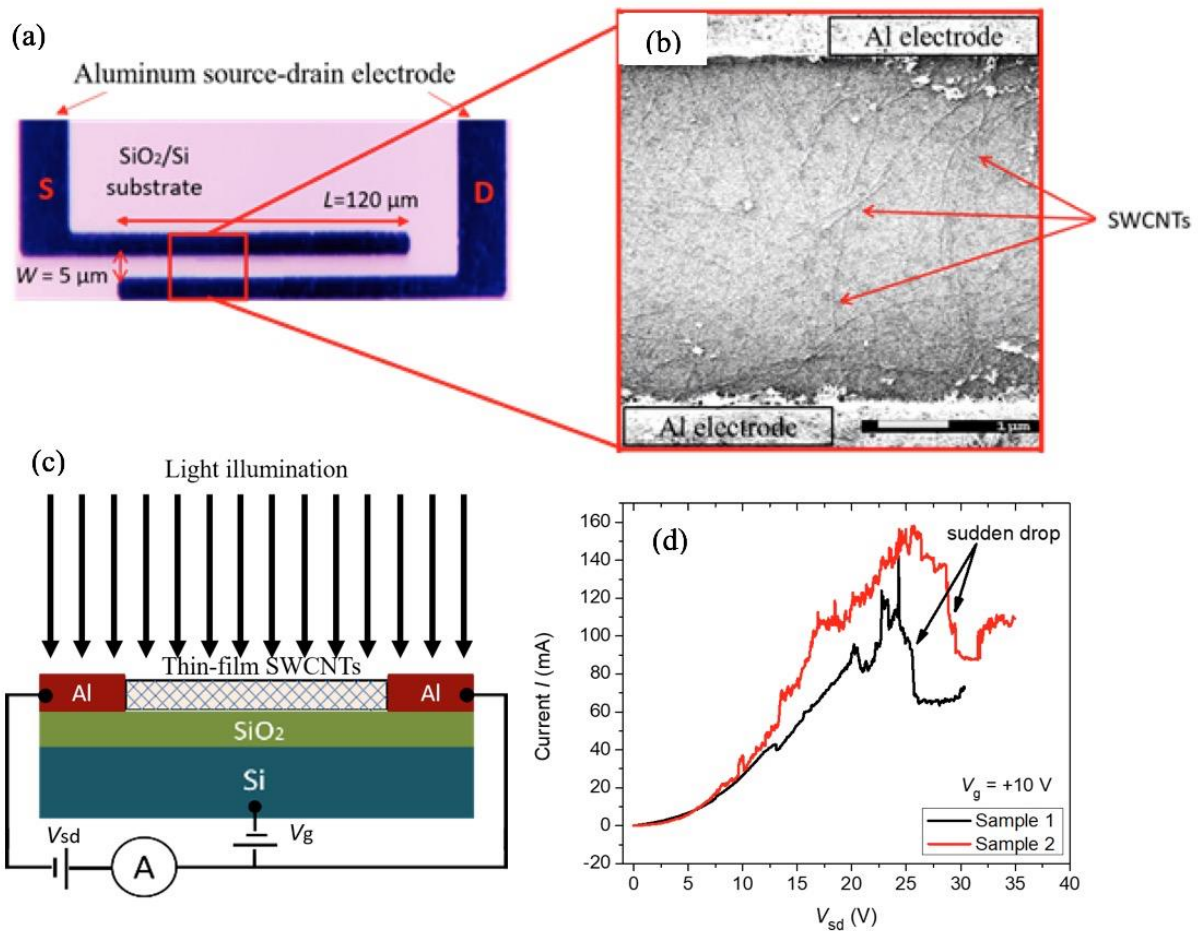 (a)
Aluminum source-drain electrode
SiO₂/Si
substrate
S
D
L=120 µm
W = 5 µm
(b)
Al electrode
SWCNTs
Al electrode
1 µm
(c)
Light illumination
Thin-film SWCNTs
Al
Al
SiO₂
Si
Vsd
A
Vg
(d)
sudden drop
Current I (mA)
160
140
120
100
80
60
40
20
0
-20
Vg = +10 V
Sample 1
Sample 2
0
5
10
15
20
25
30
35
40
Vsd (V)